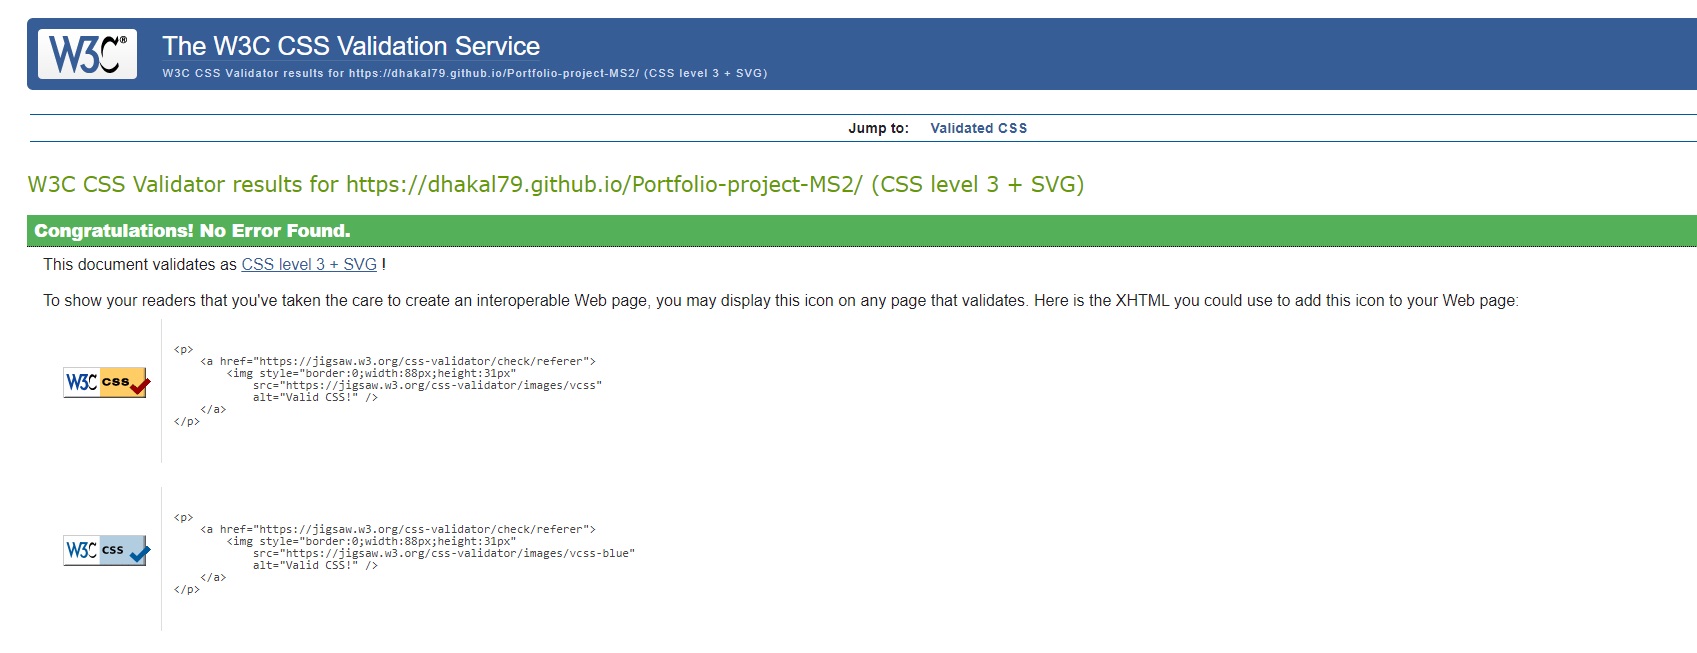 W3C®
The W3C CSS Validation Service
W3C CSS Validator results for https://dhakal79.github.io/Portfolio-project-MS2/ (CSS level 3 + SVG)
Jump to: Validated CSS
W3C CSS Validator results for https://dhakal79.github.io/Portfolio-project-MS2/ (CSS level 3 + SVG)
Congratulations! No Error Found.
This document validates as CSS level 3 + SVG !
To show your readers that you've taken the care to create an interoperable Web page, you may display this icon on any page that validates. Here is the XHTML you could use to add this icon to your Web page:
W3C css
<p>
<a href="https://jigsaw.w3.org/css-validator/check/referer">
<img style="border:0;width:88px;height:31px"
src="https://jigsaw.w3.org/css-validator/images/vcss"
alt="Valid CSS!" />
</a>
</p>
W3C css
<p>
<a href="https://jigsaw.w3.org/css-validator/check/referer">
<img style="border:0;width:88px;height:31px"
src="https://jigsaw.w3.org/css-validator/images/vcss-blue"
alt="Valid CSS!" />
</a>
</p>